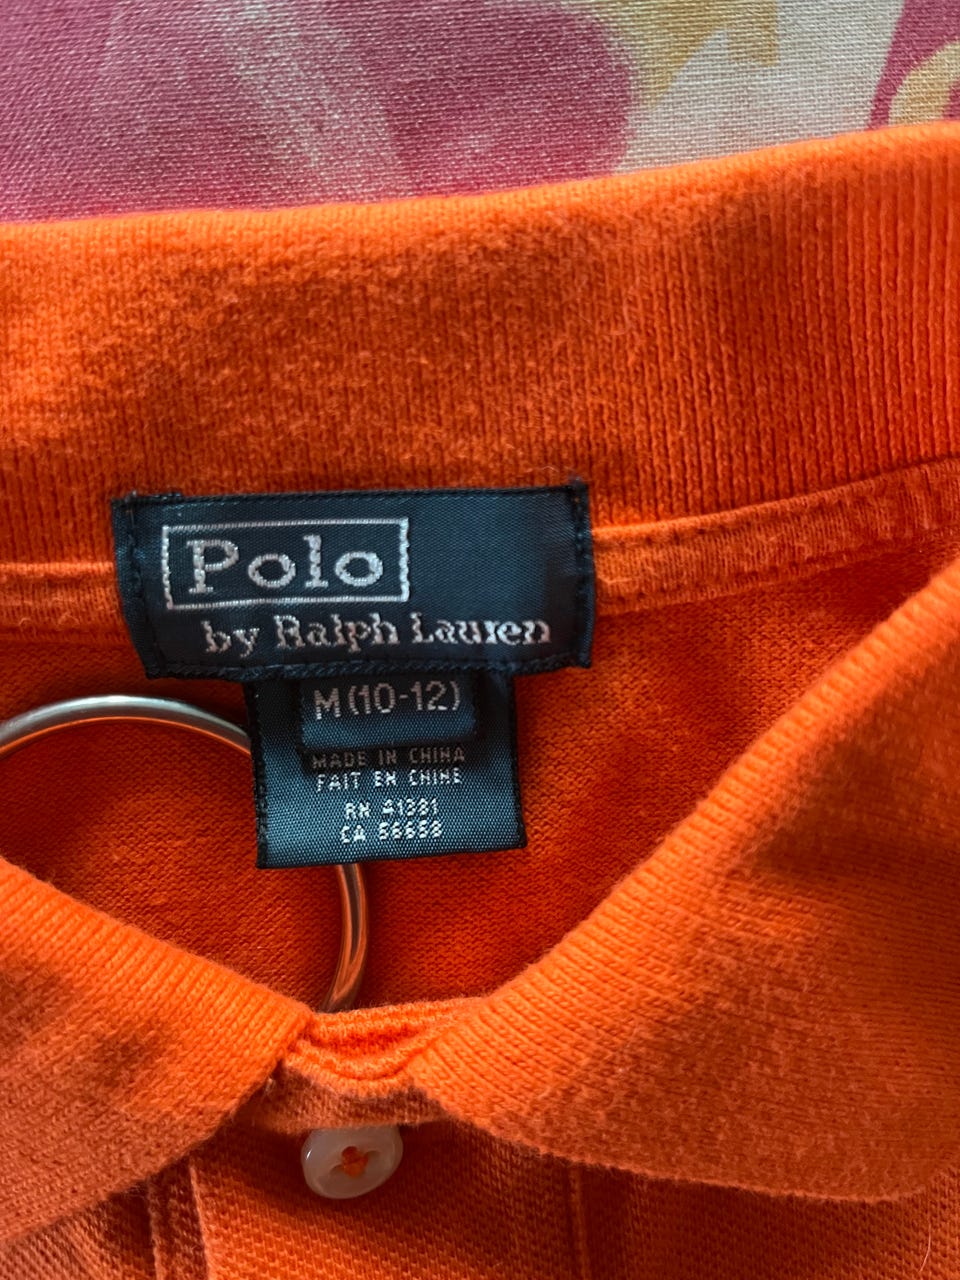 Polo
by Ralph Lauren
M (10-12)
MADE IN CHINA
FAIT EN CHINE
RN 41381
CA 56658